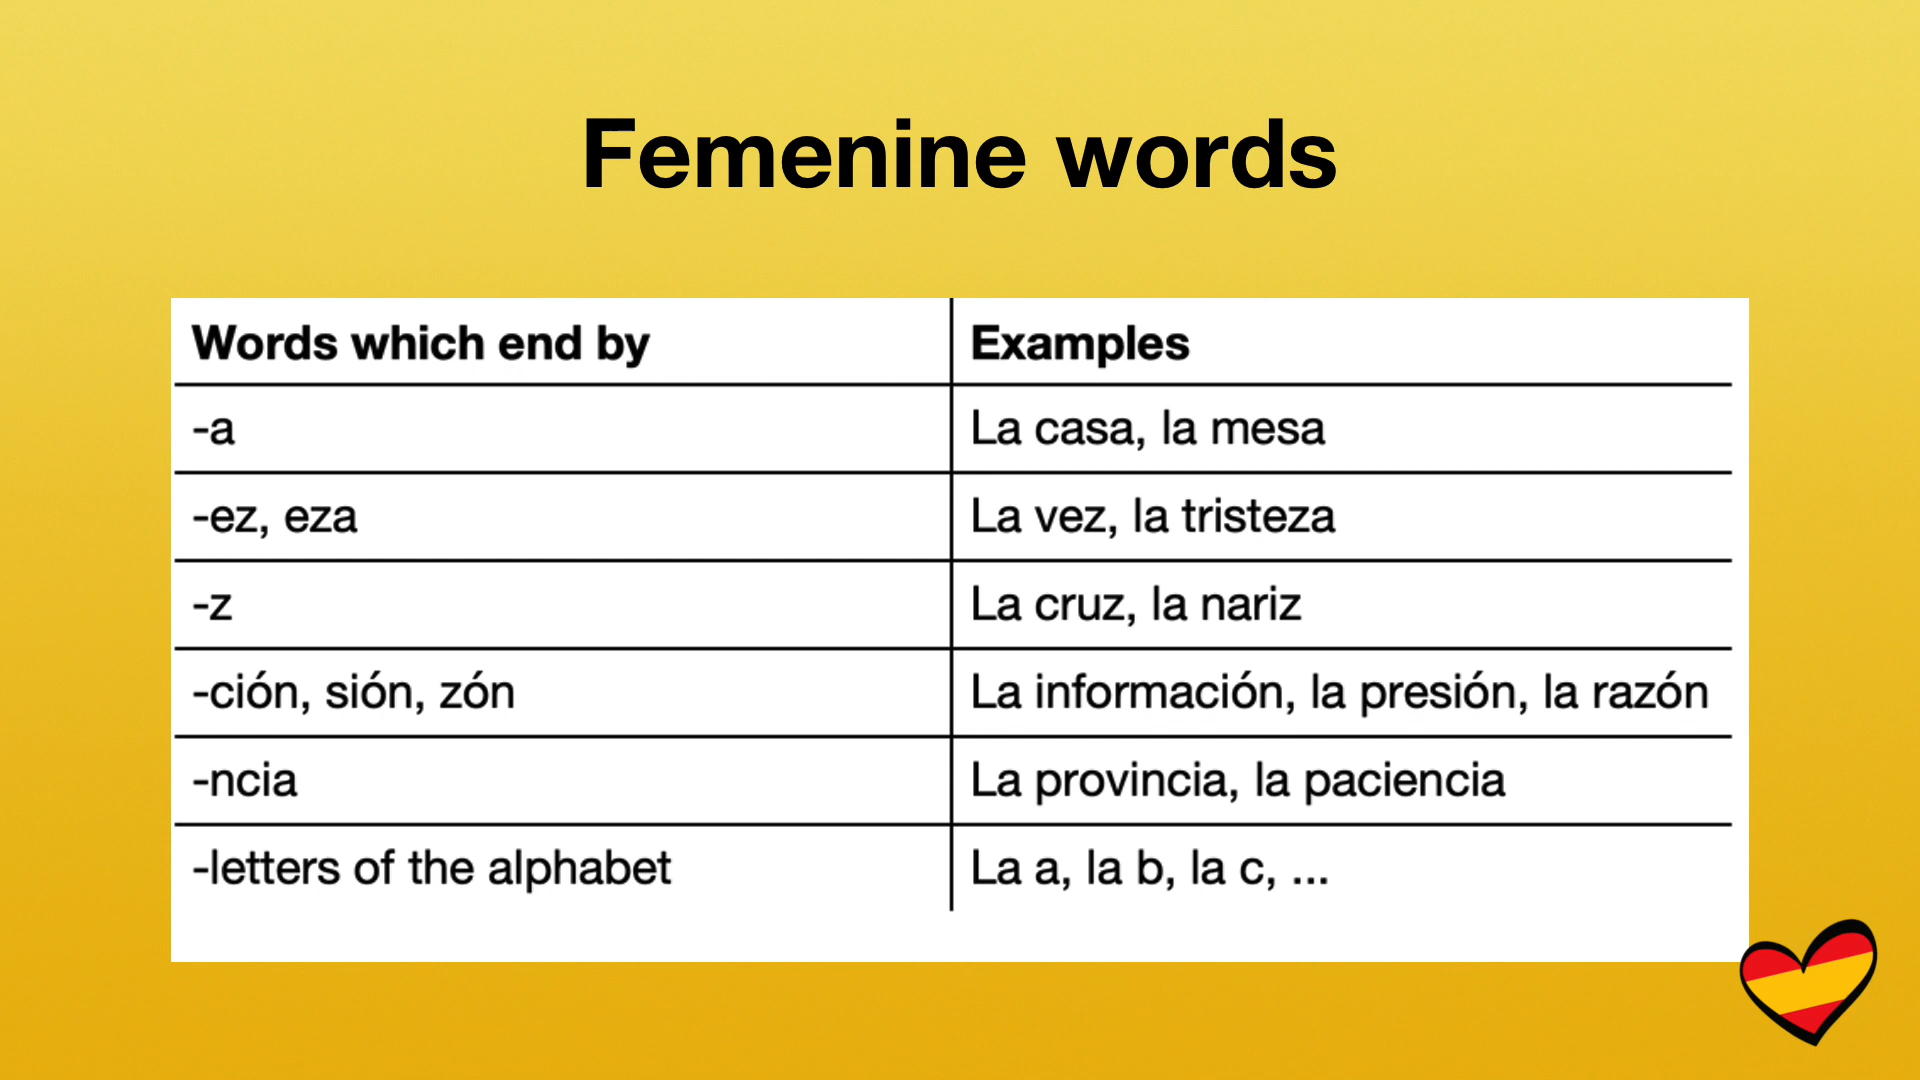 Femenine words
Words which end by Examples
-a La casa, la mesa
-ez, eza La vez, la tristeza
-z La cruz, la nariz
-ción, sión, zón La información, la presión, la razón
-ncia La provincia, la paciencia
-letters of the alphabet La a, la b, la c, ...